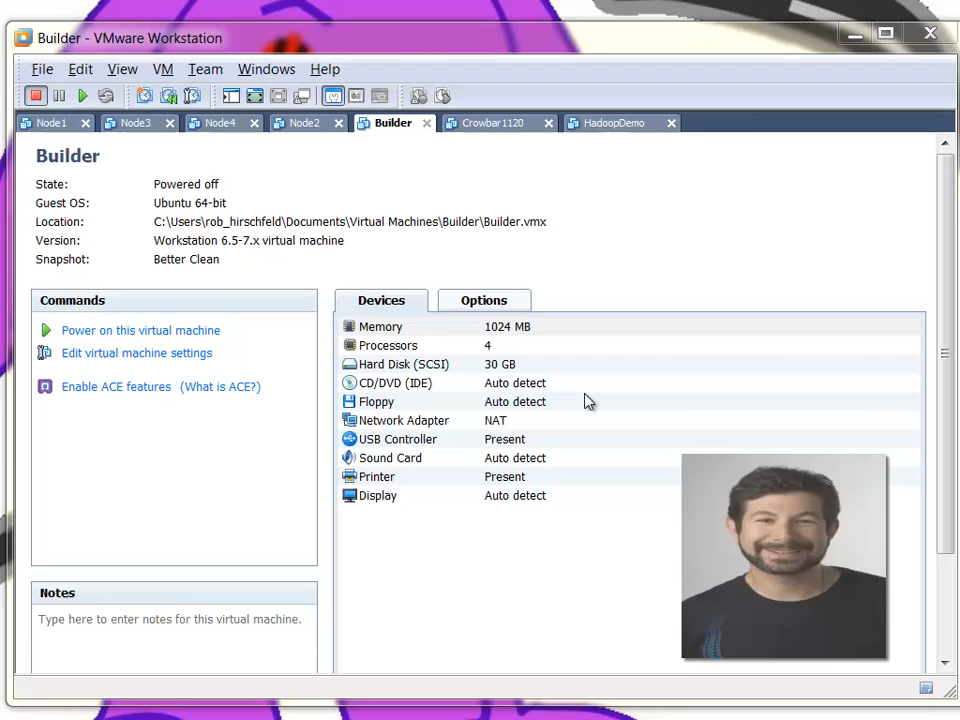 Builder - VMware Workstation
File Edit View VM Team Windows Help
Node1 Node3 Node4 Node2 Builder Crowbar1120 HadoopDemo
Builder
State: Powered off
Guest OS: Ubuntu 64-bit
Location: C:\Users\rob_hirschfeld\Documents\Virtual Machines\Builder\Builder.vmx
Version: Workstation 6.5-7.x virtual machine
Snapshot: Better Clean
Commands
Power on this virtual machine
Edit virtual machine settings
Enable ACE features (What is ACE?)
Devices Options
Memory 1024 MB
Processors 4
Hard Disk (SCSI) 30 GB
CD/DVD (IDE) Auto detect
Floppy Auto detect
Network Adapter NAT
USB Controller Present
Sound Card Auto detect
Printer Present
Display Auto detect
Notes
Type here to enter notes for this virtual machine.